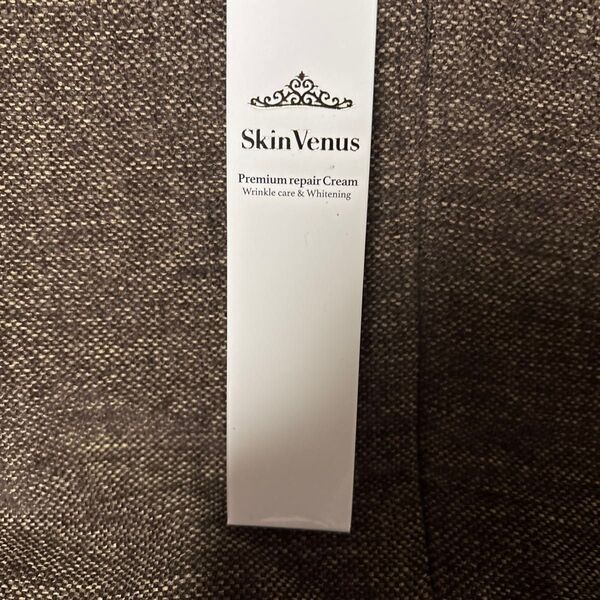 SkinVenus
Premium repair Cream
Wrinkle care & Whitening